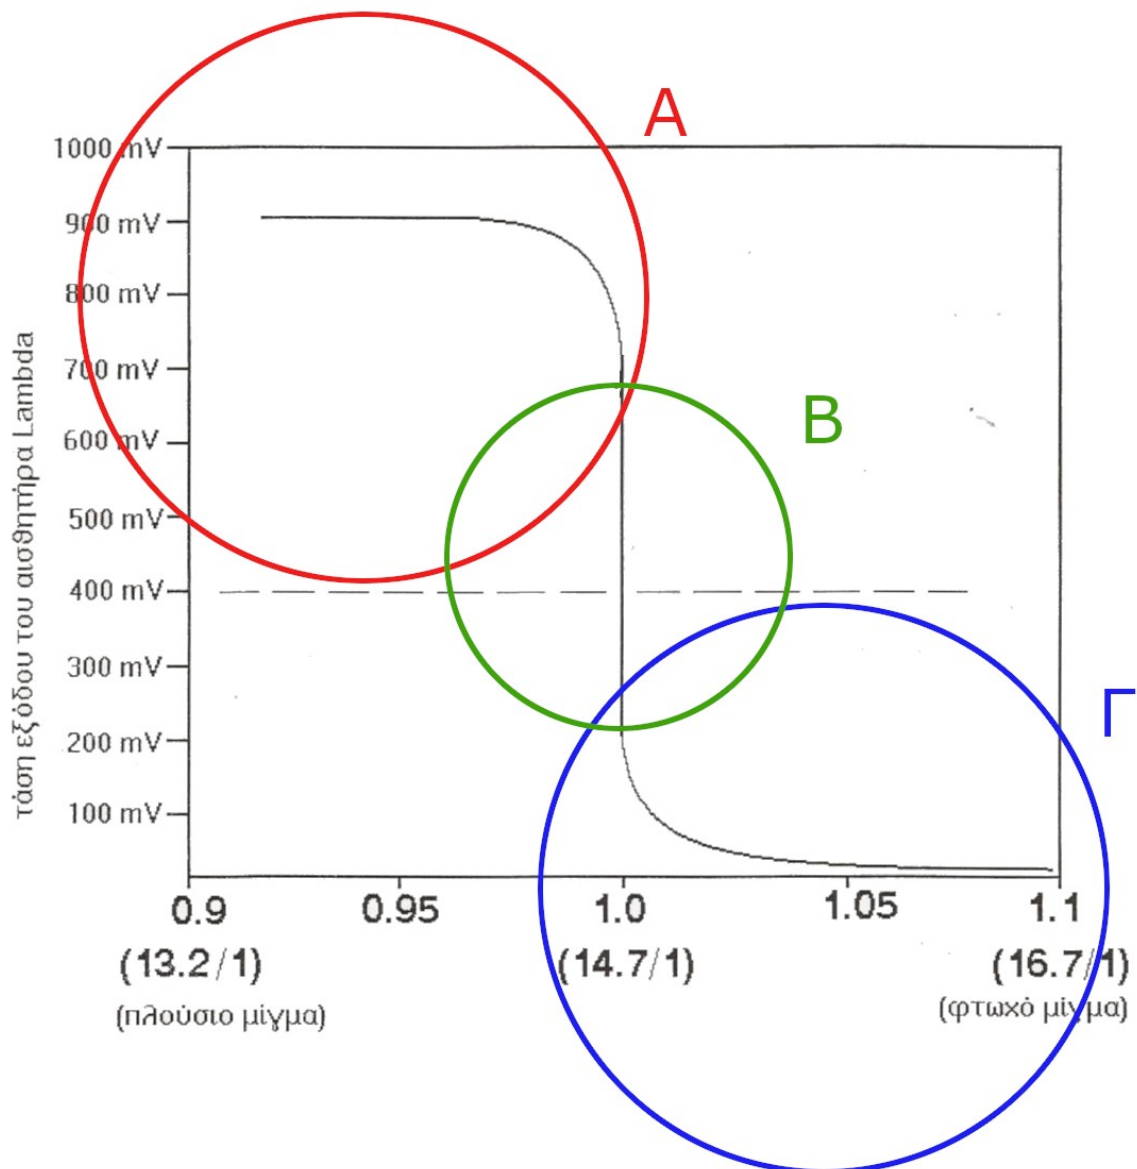 Α
1000 mV
900 mV
800 mV
700 mV
600 mV
Β
500 mV
400 mV
300 mV
Γ
200 mV
100 mV
τάση εξόδου του αισθητήρα Lambda
0.9 0.95 1.0 1.05 1.1
(13.2/1) (14.7/1) (16.7/1)
(πλούσιο μίγμα) (φτωχό μίγμα)